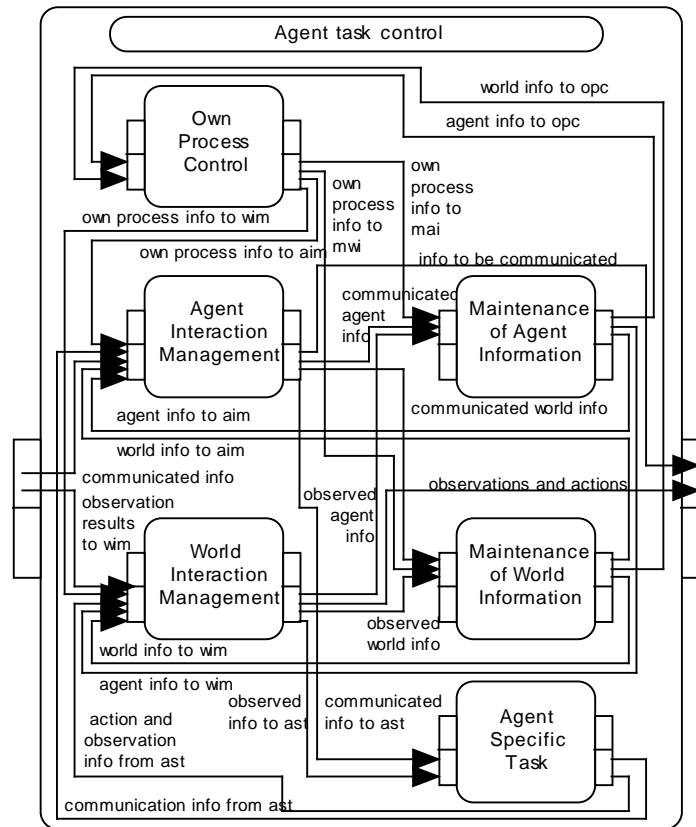 Agent task control
world info to opc
agent info to opc
Own
Process
Control
own process info to wim
own process info to aim
own
process
info to
mwi
own
process
info to
mai
info to be communicated
Agent
Interaction
Management
communicated
agent
info
Maintenance
of Agent
Information
agent info to aim
world info to aim
communicated world info
communicated info
observation
results
to wim
observed
agent
info
observations and actions
World
Interaction
Management
Maintenance
of World
Information
observed
world info
world info to wim
agent info to wim
action and
observation
info from ast
observed
info to ast
communicated
info to ast
Agent
Specific
Task
communication info from ast